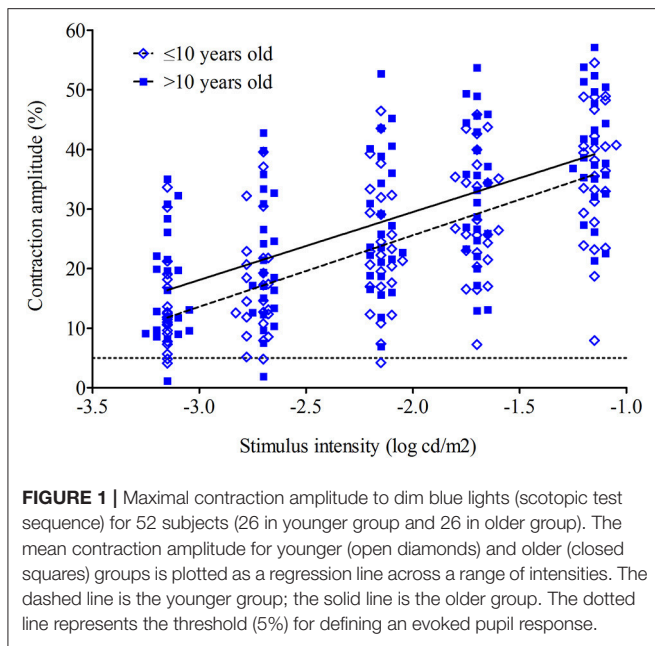 60
50
40
30
20
10
0
Contraction amplitude (%)
≤10 years old
>10 years old
-3.5 -3.0 -2.5 -2.0 -1.5 -1.0
Stimulus intensity (log cd/m2)
FIGURE 1 | Maximal contraction amplitude to dim blue lights (scotopic test
sequence) for 52 subjects (26 in younger group and 26 in older group). The
mean contraction amplitude for younger (open diamonds) and older (closed
squares) groups is plotted as a regression line across a range of intensities. The
dashed line is the younger group; the solid line is the older group. The dotted
line represents the threshold (5%) for defining an evoked pupil response.